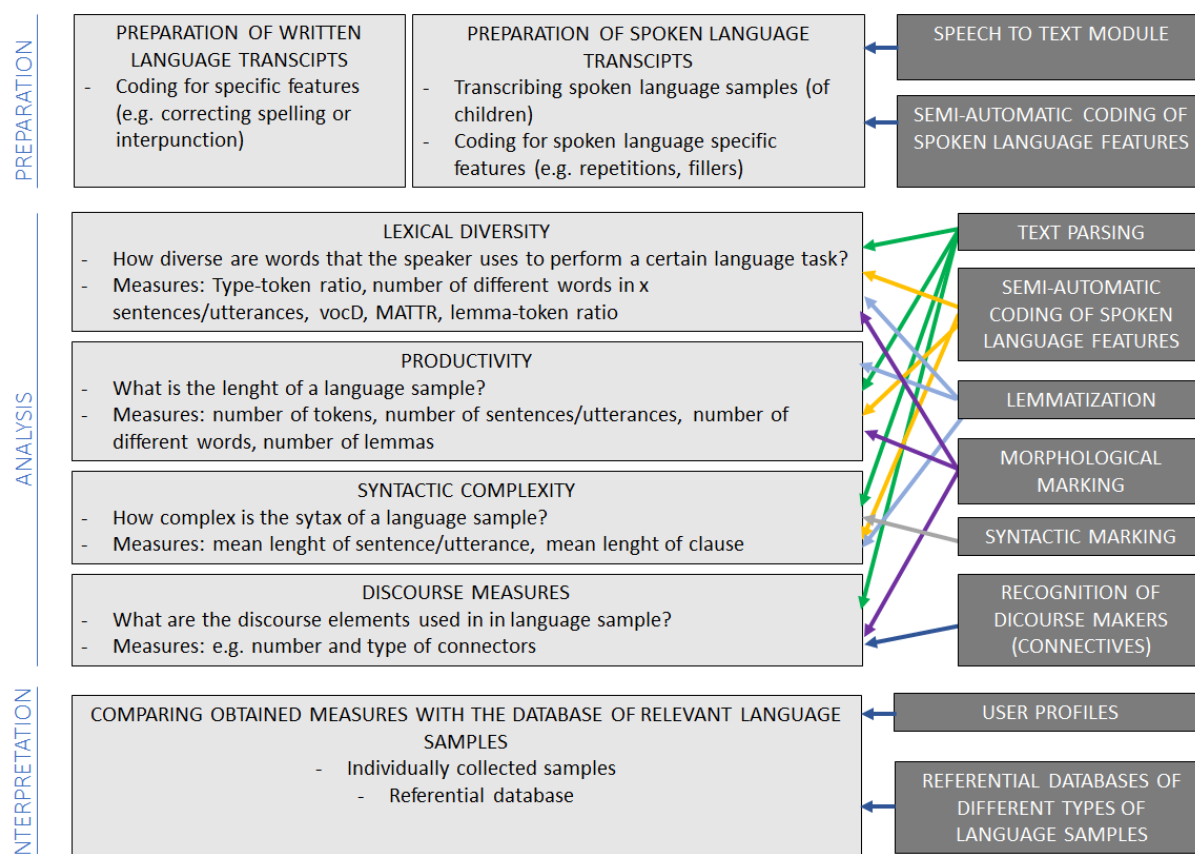 PREPARATION
PREPARATION OF WRITTEN
LANGUAGE TRANSCIPTS
- Coding for specific features
(e.g. correcting spelling or
interpunction)
PREPARATION OF SPOKEN LANGUAGE
TRANSCIPTS
- Transcribing spoken language samples (of
children)
- Coding for spoken language specific
features (e.g. repetitions, fillers)
SPEECH TO TEXT MODULE
SEMI-AUTOMATIC CODING OF
SPOKEN LANGUAGE FEATURES
ANALYSIS
LEXICAL DIVERSITY
- How diverse are words that the speaker uses to perform a certain language task?
- Measures: Type-token ratio, number of different words in x
sentences/utterances, vocD, MATTR, lemma-token ratio
PRODUCTIVITY
- What is the lenght of a language sample?
- Measures: number of tokens, number of sentences/utterances, number of
different words, number of lemmas
SYNTACTIC COMPLEXITY
- How complex is the sytax of a language sample?
- Measures: mean lenght of sentence/utterance, mean lenght of clause
DISCOURSE MEASURES
- What are the discourse elements used in in language sample?
- Measures: e.g. number and type of connectors
TEXT PARSING
SEMI-AUTOMATIC
CODING OF SPOKEN
LANGUAGE FEATURES
LEMMATIZATION
MORPHOLOGICAL
MARKING
SYNTACTIC MARKING
RECOGNITION OF
DICOURSE MAKERS
(CONNECTIVES)
INTERPRETATION
COMPARING OBTAINED MEASURES WITH THE DATABASE OF RELEVANT LANGUAGE
SAMPLES
- Individually collected samples
- Referential database
USER PROFILES
REFERENTIAL DATABASES OF
DIFFERENT TYPES OF
LANGUAGE SAMPLES